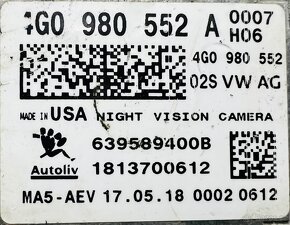 4G0 980 552 A 0007
H06
4G0 980 552
02S VW AG
MADE IN USA NIGHT VISION CAMERA
639589400B
Autoliv 1813700612
MA5-AEV 17.05.18 0002 0612